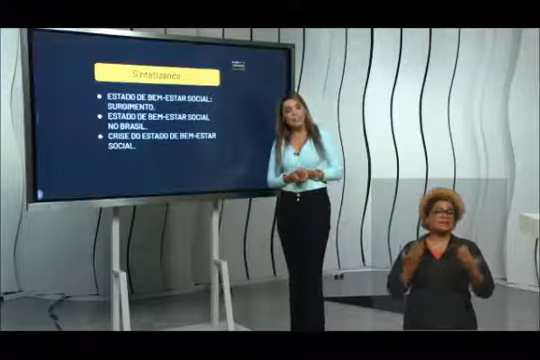 Sintetizando...
● ESTADO DE BEM-ESTAR SOCIAL:
SURGIMENTO.
● ESTADO DE BEM-ESTAR SOCIAL
NO BRASIL.
● CRISE DO ESTADO DE BEM-ESTAR
SOCIAL.